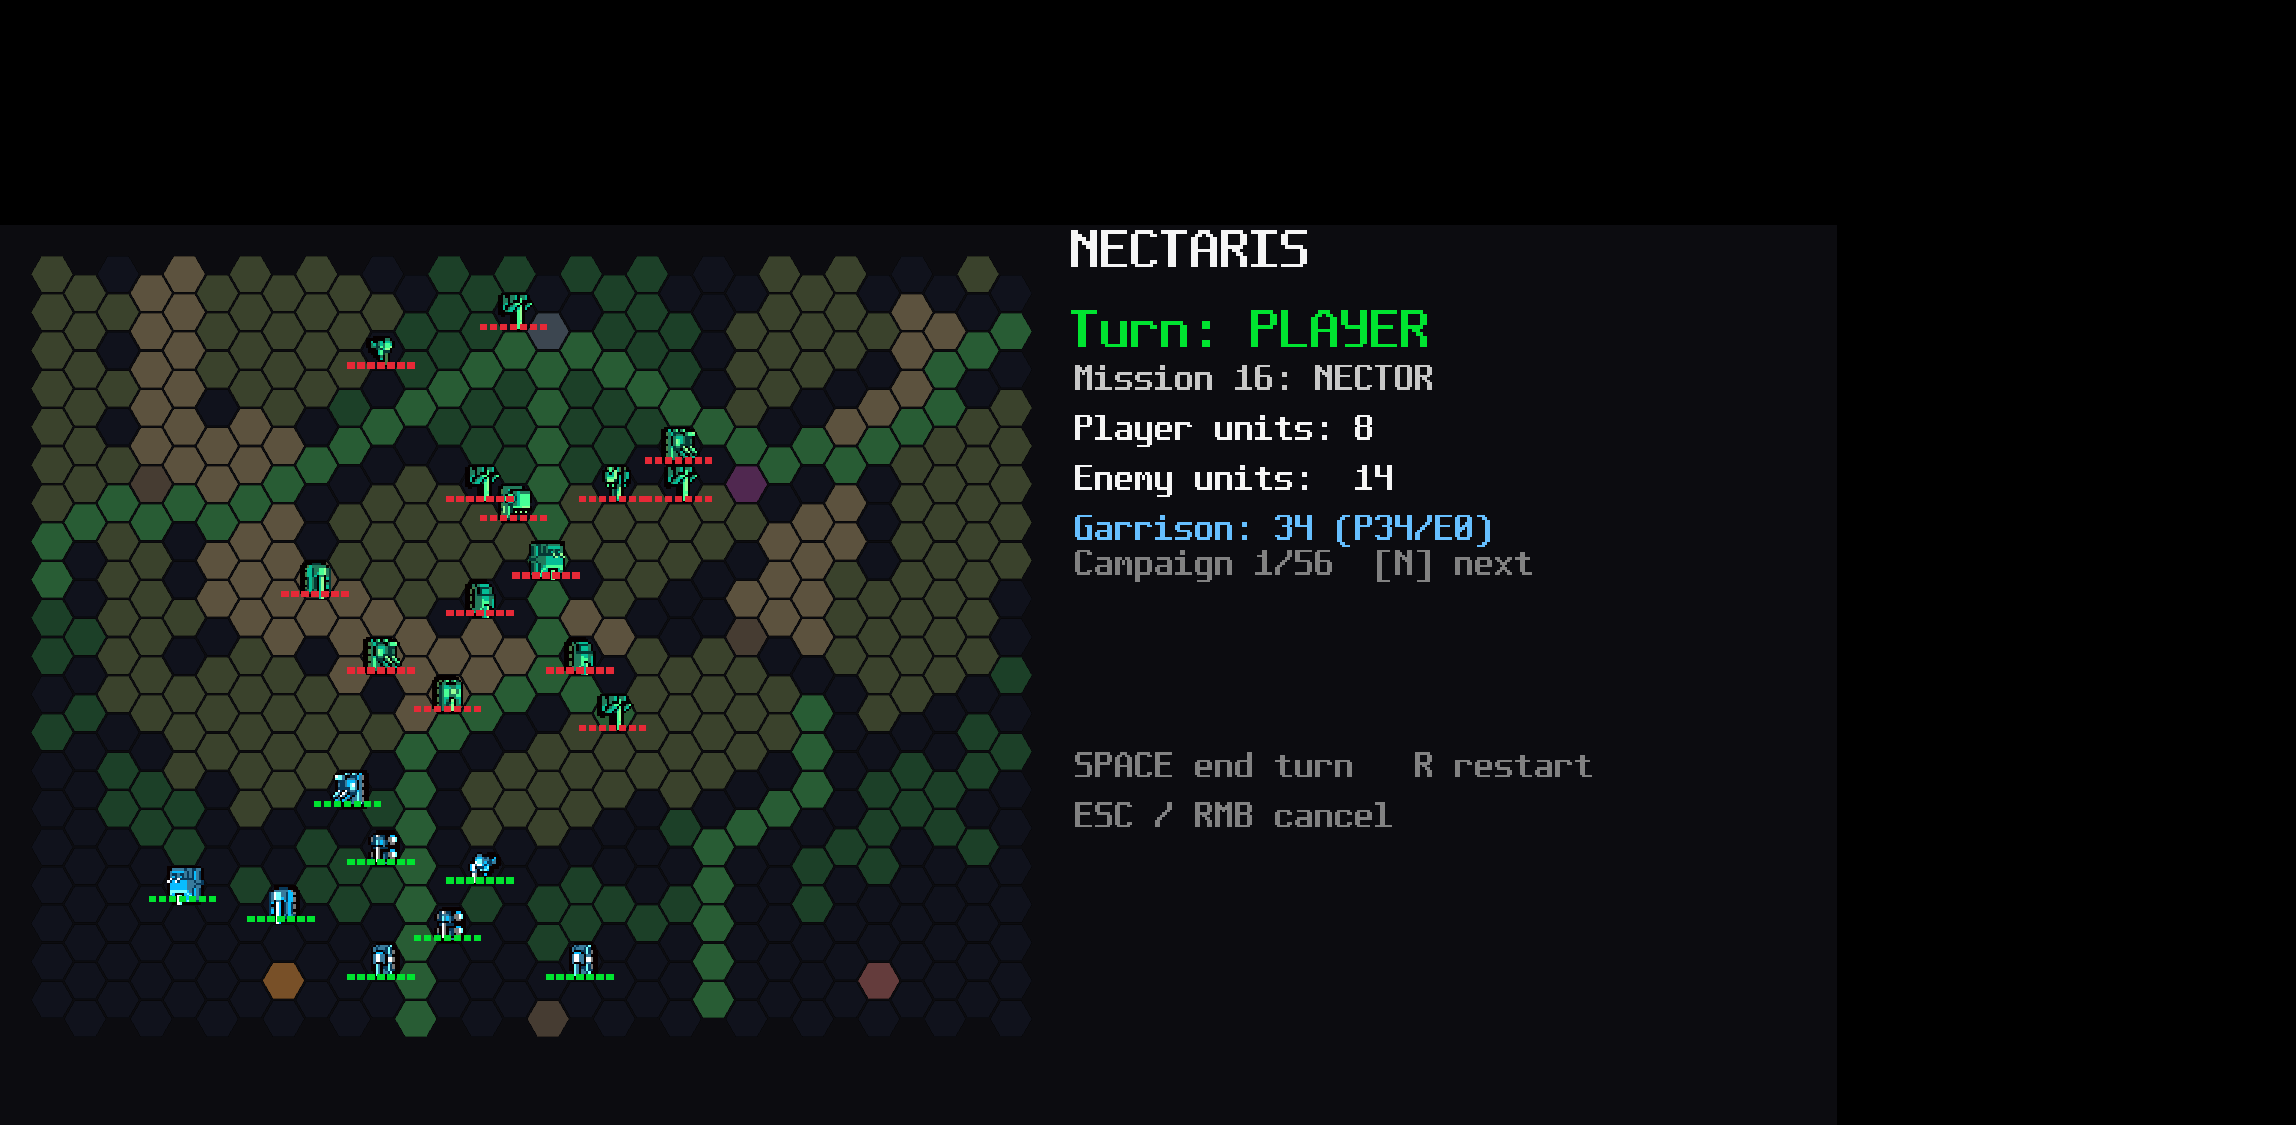 NECTARIS
Turn: PLAYER
Mission 16: NECTOR
Player units: 8
Enemy units:  14
Garrison: 34 (P34/E0)
Campaign 1/56  [N] next
SPACE end turn   R restart
ESC / RMB cancel